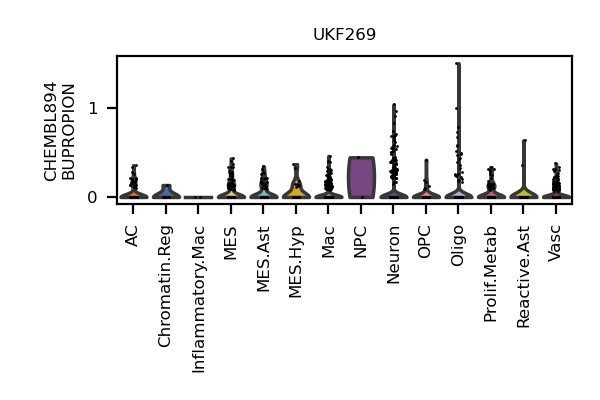 UKF269
CHEMBL894
BUPROPION
1
0
AC
Chromatin.Reg
Inflammatory.Mac
MES
MES.Ast
MES.Hyp
Mac
NPC
Neuron
OPC
Oligo
Prolif.Metab
Reactive.Ast
Vasc